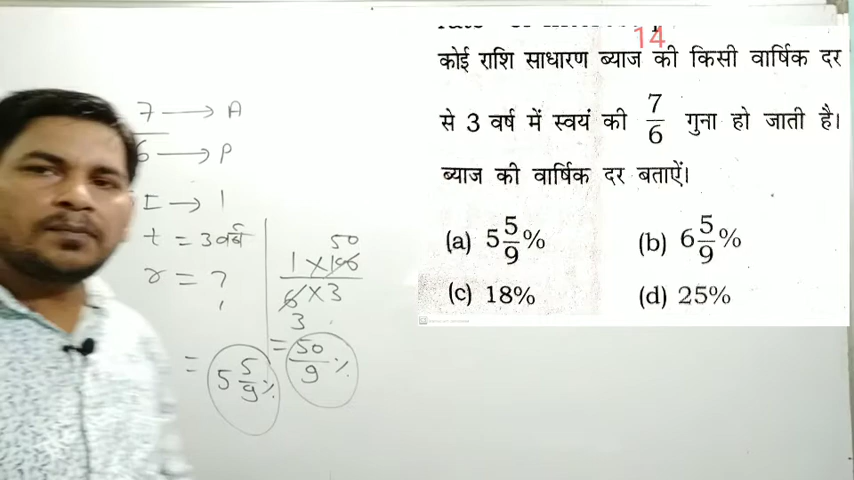 14
कोई राशि साधारण ब्याज की किसी वार्षिक दर
से 3 वर्ष में स्वयं की 7/6 गुना हो जाती है।
ब्याज की वार्षिक दर बताऐं।
(a) 5 5/9% (b) 6 5/9%
(c) 18% (d) 25%
7 → A
6 → P
I → 1
t = 3 वर्ष
r = ?
50
1 × 100
6 × 3
3
= 50/9 %
= 5 5/9 %